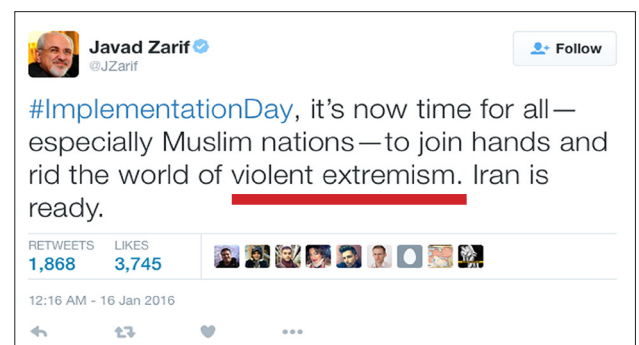 Javad Zarif
@JZarif
Follow
#ImplementationDay, it’s now time for all—
especially Muslim nations—to join hands and
rid the world of violent extremism. Iran is
ready.
RETWEETS LIKES
1,868 3,745
12:16 AM - 16 Jan 2016